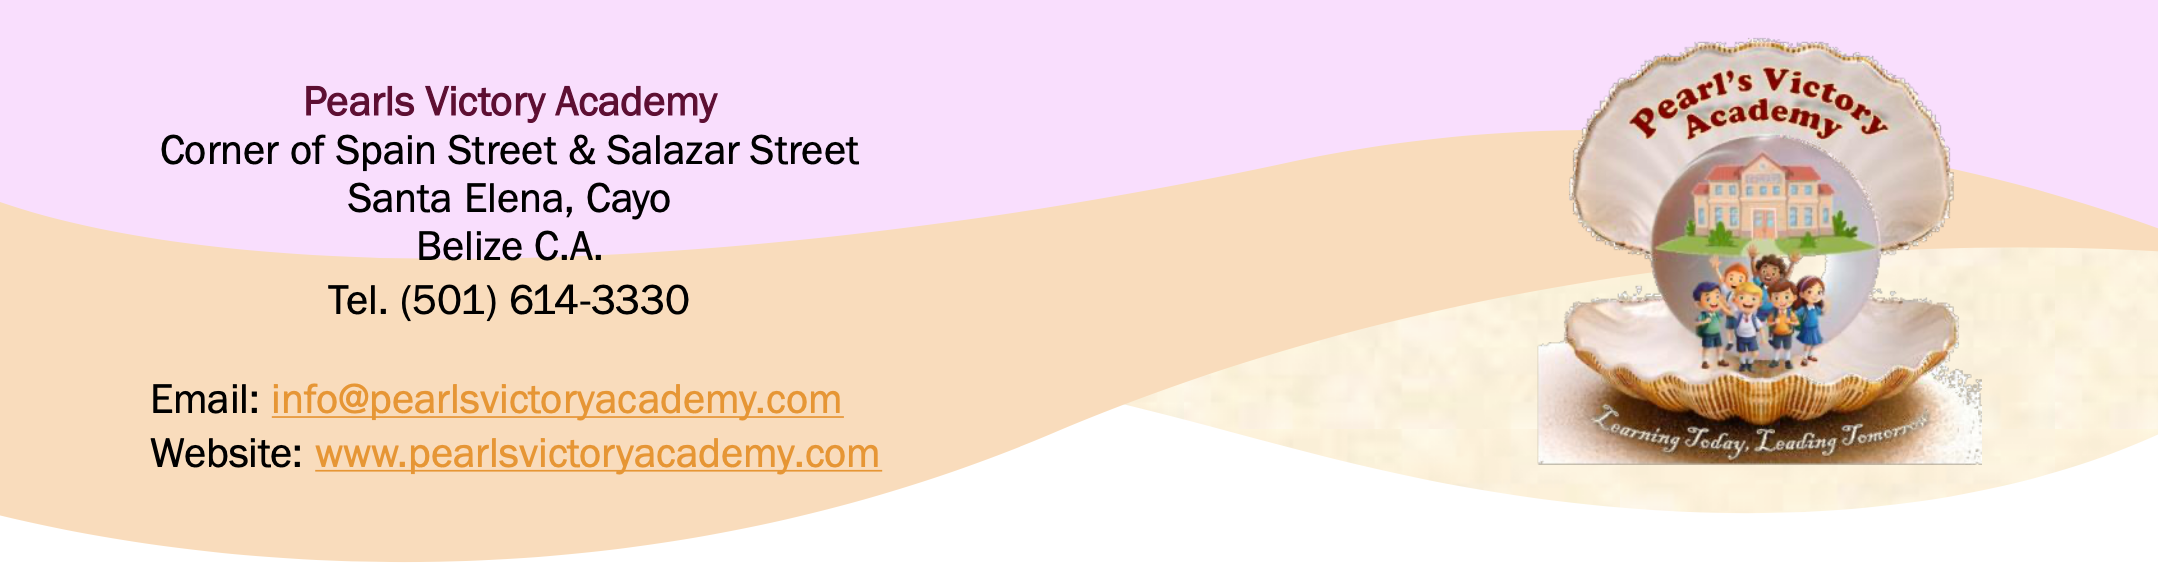 Pearls Victory Academy
Corner of Spain Street & Salazar Street
Santa Elena, Cayo
Belize C.A.
Tel. (501) 614-3330
Email: info@pearlsvictoryacademy.com
Website: www.pearlsvictoryacademy.com
Pearl's Victory
Academy
Learning Today, Leading Tomorrow